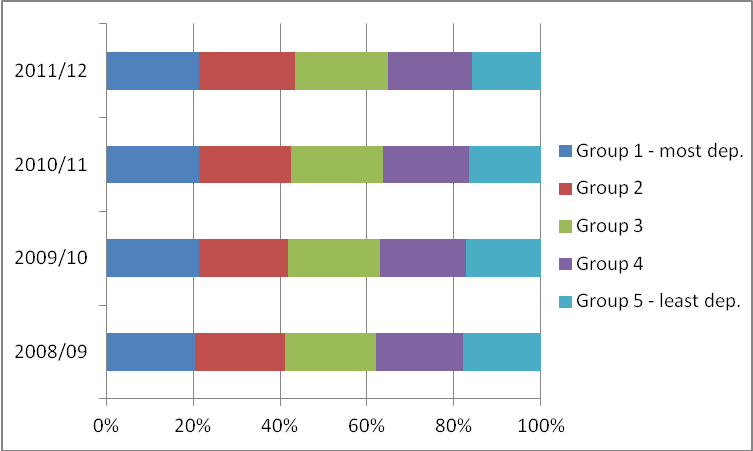 2011/12
2010/11
2009/10
2008/09
0%
20%
40%
60%
80%
100%
Group 1 - most dep.
Group 2
Group 3
Group 4
Group 5 - least dep.